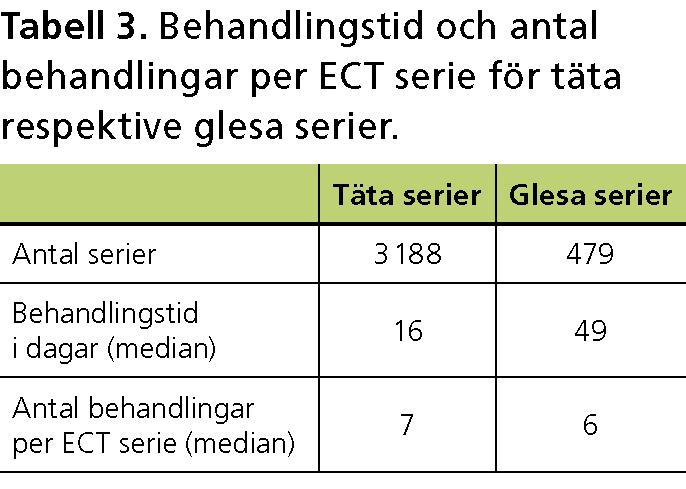 Tabell 3. Behandlingstid och antal
behandlingar per ECT serie för täta
respektive glesa serier.
Täta serier Glesa serier
Antal serier 3 188 479
Behandlingstid
i dagar (median) 16 49
Antal behandlingar
per ECT serie (median) 7 6